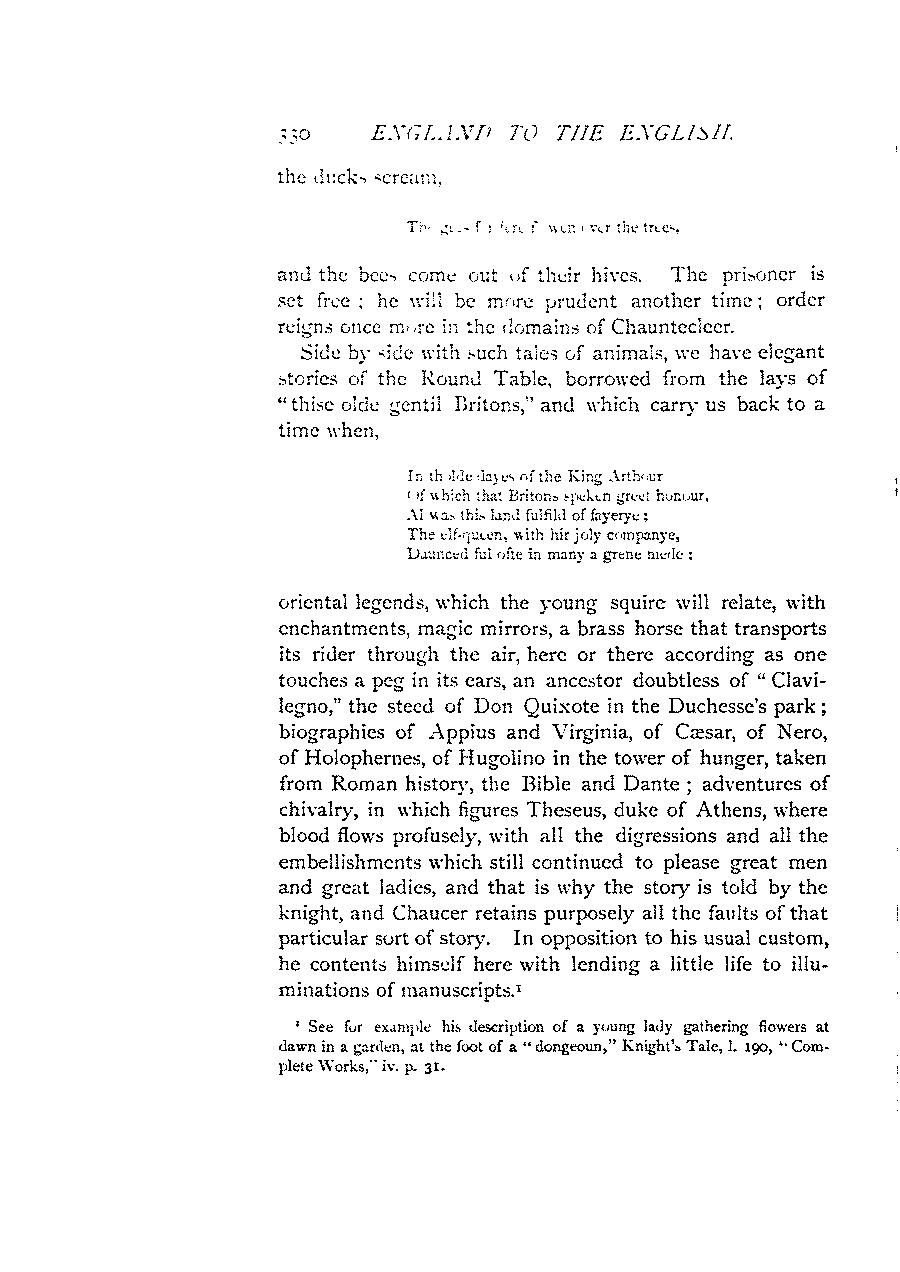 330 ENGLAND TO THE ENGLISH.
the ducks scream,
The gees for fere flowen over the trees,
and the bees come out of their hives. The prisoner is
set free ; he will be more prudent another time ; order
reigns once more in the domains of Chauntecleer.
Side by side with such tales of animals, we have elegant
stories of the Round Table, borrowed from the lays of
“thise olde gentil Britons,” and which carry us back to a
time when,
In tholde dayes of the King Arthour
Of which that Britons speken greet honour,
Al was this land fulfild of fayerye ;
The elf-queen, with hir joly companye,
Daunced ful ofte in many a grene mede ;
oriental legends, which the young squire will relate, with
enchantments, magic mirrors, a brass horse that transports
its rider through the air, here or there according as one
touches a peg in its ears, an ancestor doubtless of “ Clavi-
legno,” the steed of Don Quixote in the Duchesse’s park ;
biographies of Appius and Virginia, of Cæsar, of Nero,
of Holophernes, of Hugolino in the tower of hunger, taken
from Roman history, the Bible and Dante ; adventures of
chivalry, in which figures Theseus, duke of Athens, where
blood flows profusely, with all the digressions and all the
embellishments which still continued to please great men
and great ladies, and that is why the story is told by the
knight, and Chaucer retains purposely all the faults of that
particular sort of story. In opposition to his usual custom,
he contents himself here with lending a little life to illu-
minations of manuscripts.¹
¹ See for example his description of a young lady gathering flowers at
dawn in a garden, at the foot of a “ dongeoun,” Knight’s Tale, l. 190, “ Com-
plete Works,” iv. p. 31.